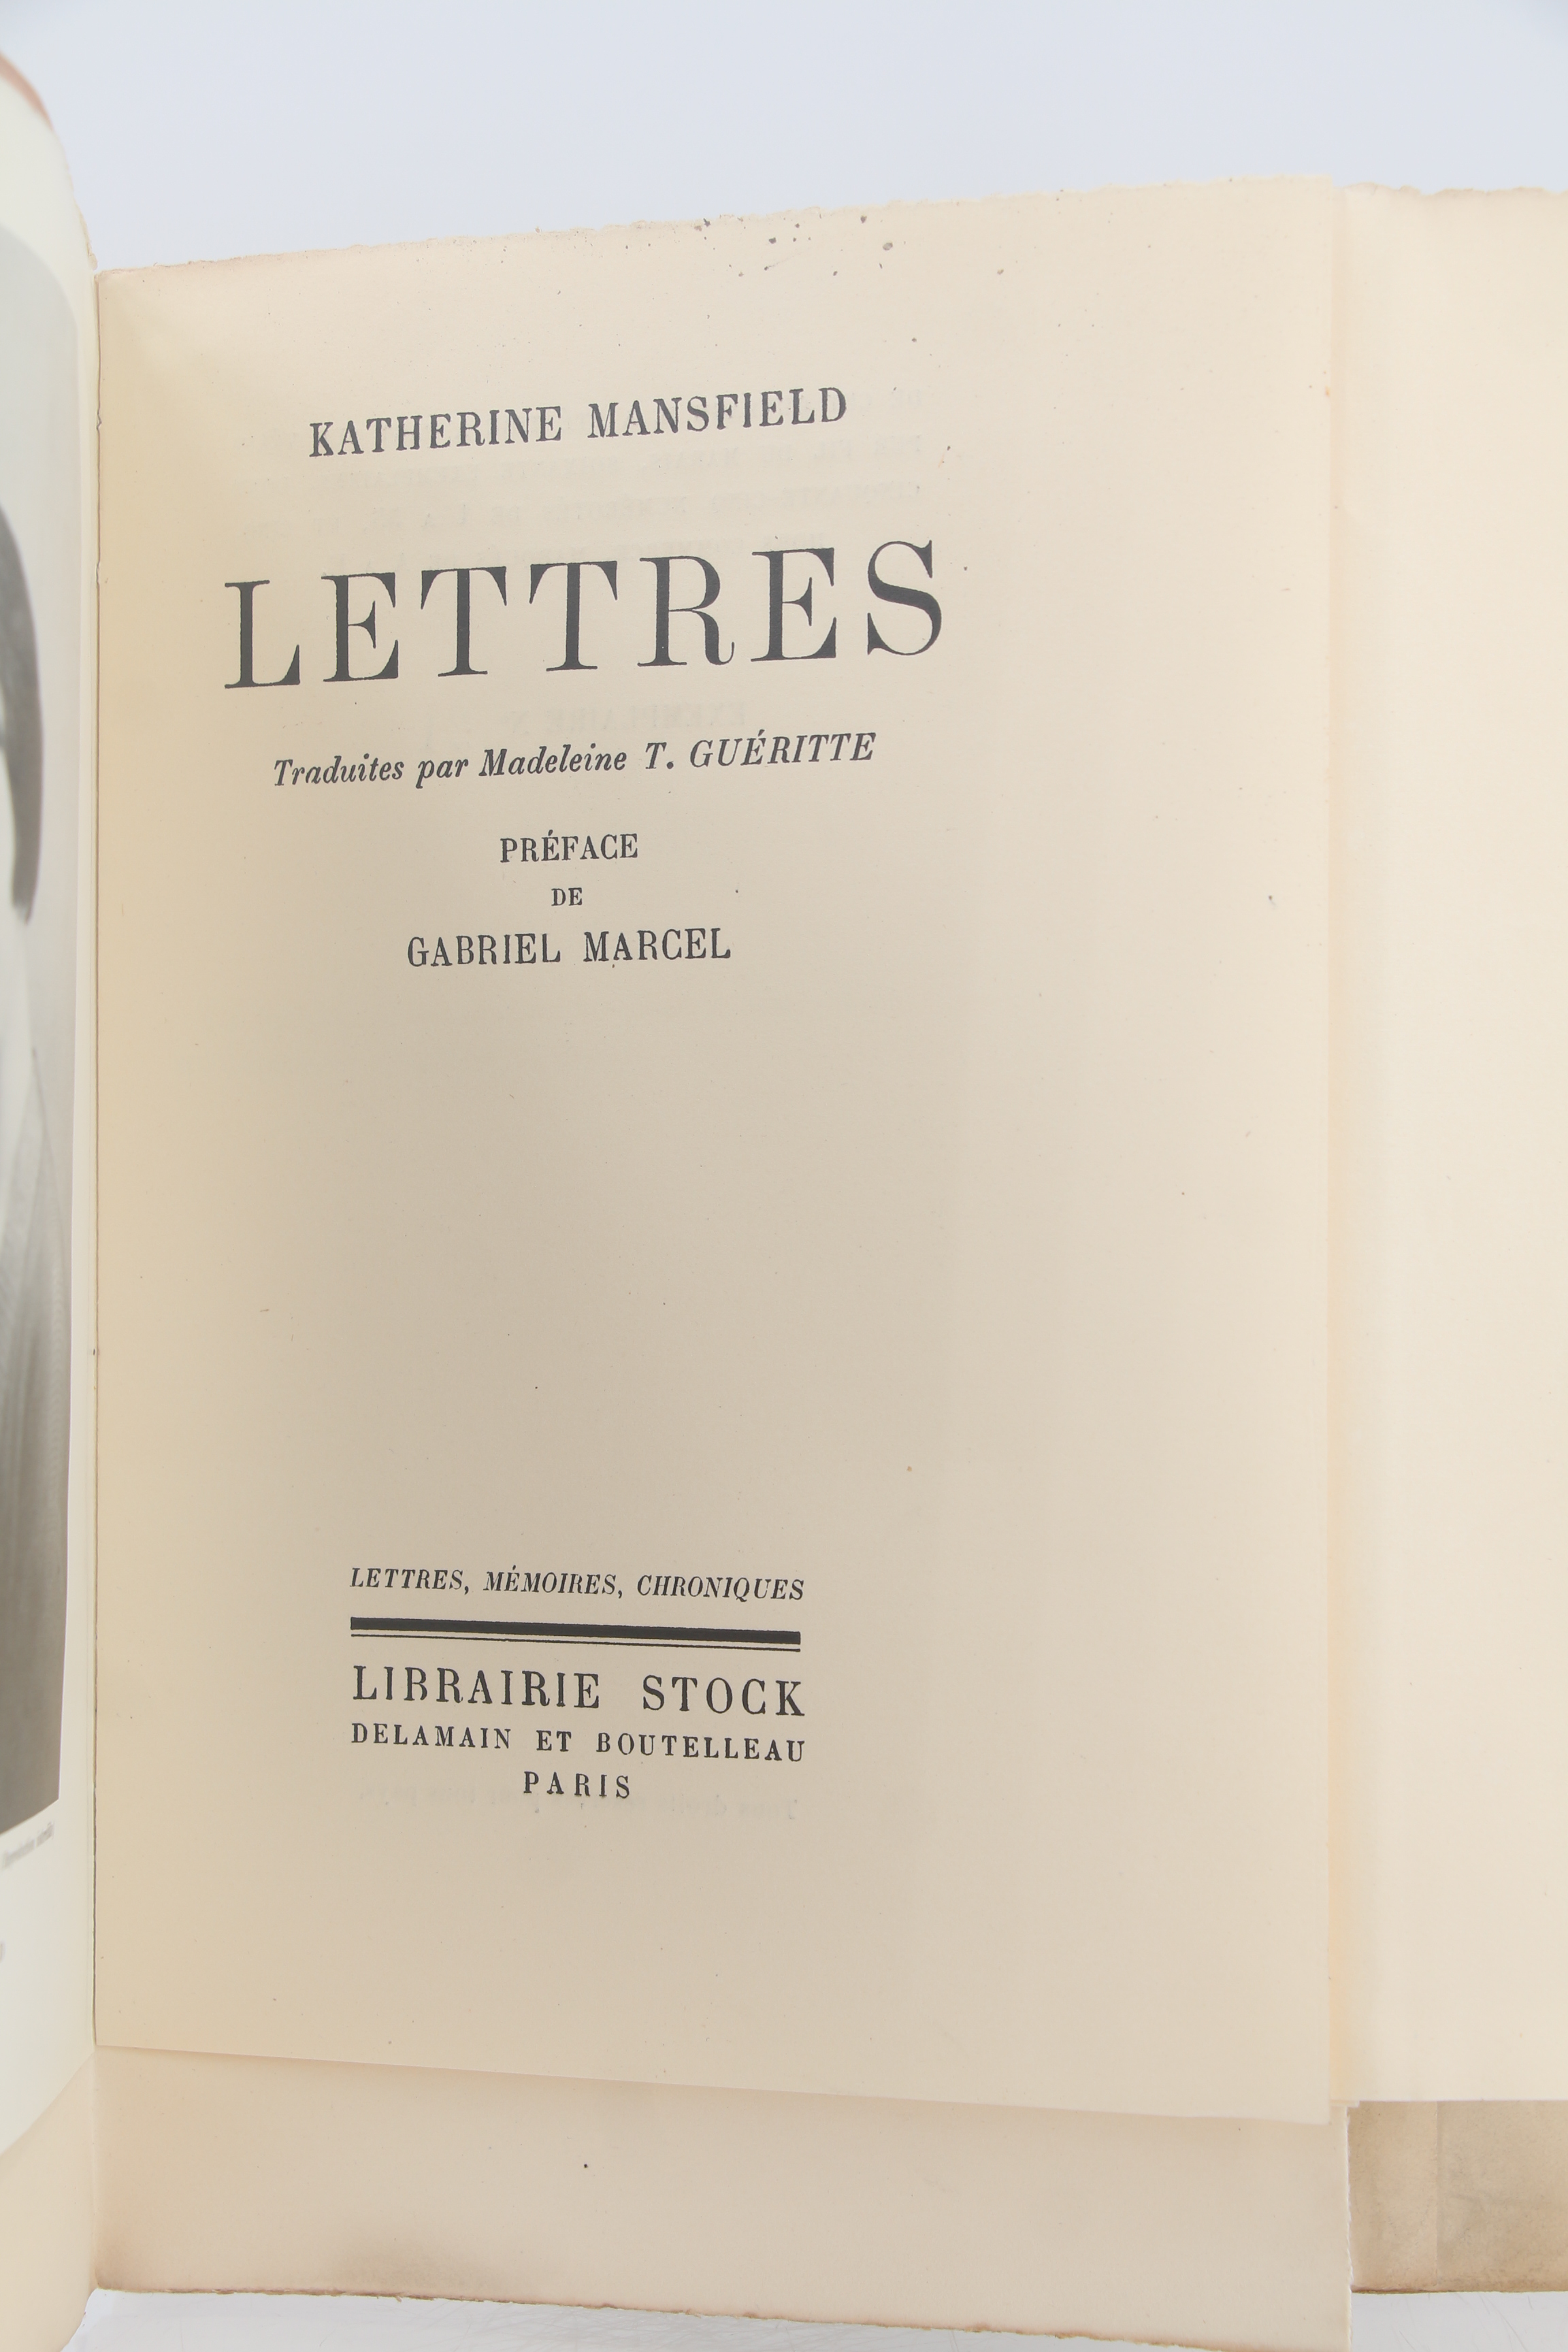 KATHERINE MANSFIELD
LETTRES
Traduites par Madeleine T. GUÉRITTE
PRÉFACE
DE
GABRIEL MARCEL
LETTRES, MÉMOIRES, CHRONIQUES
LIBRAIRIE STOCK
DELAMAIN ET BOUTELLEAU
PARIS